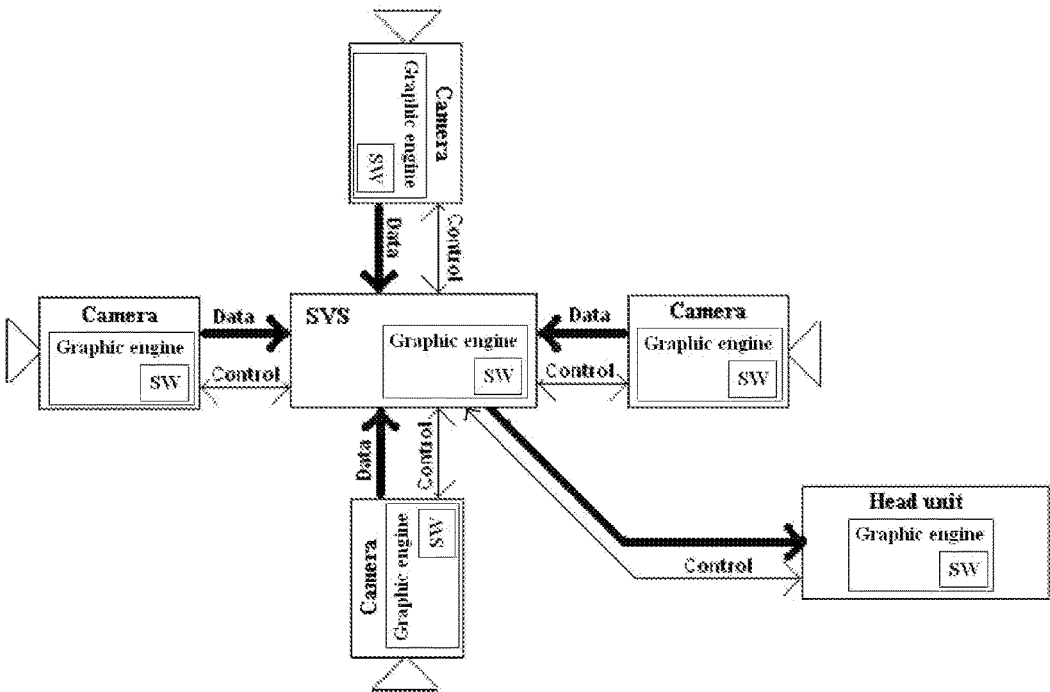 Camera
Graphic engine
SW
Data
Control
Camera
Graphic engine
SW
Data
Control
SVS
Graphic engine
SW
Data
Control
Camera
Graphic engine
SW
Data
Control
Camera
Graphic engine
SW
Control
Head unit
Graphic engine
SW